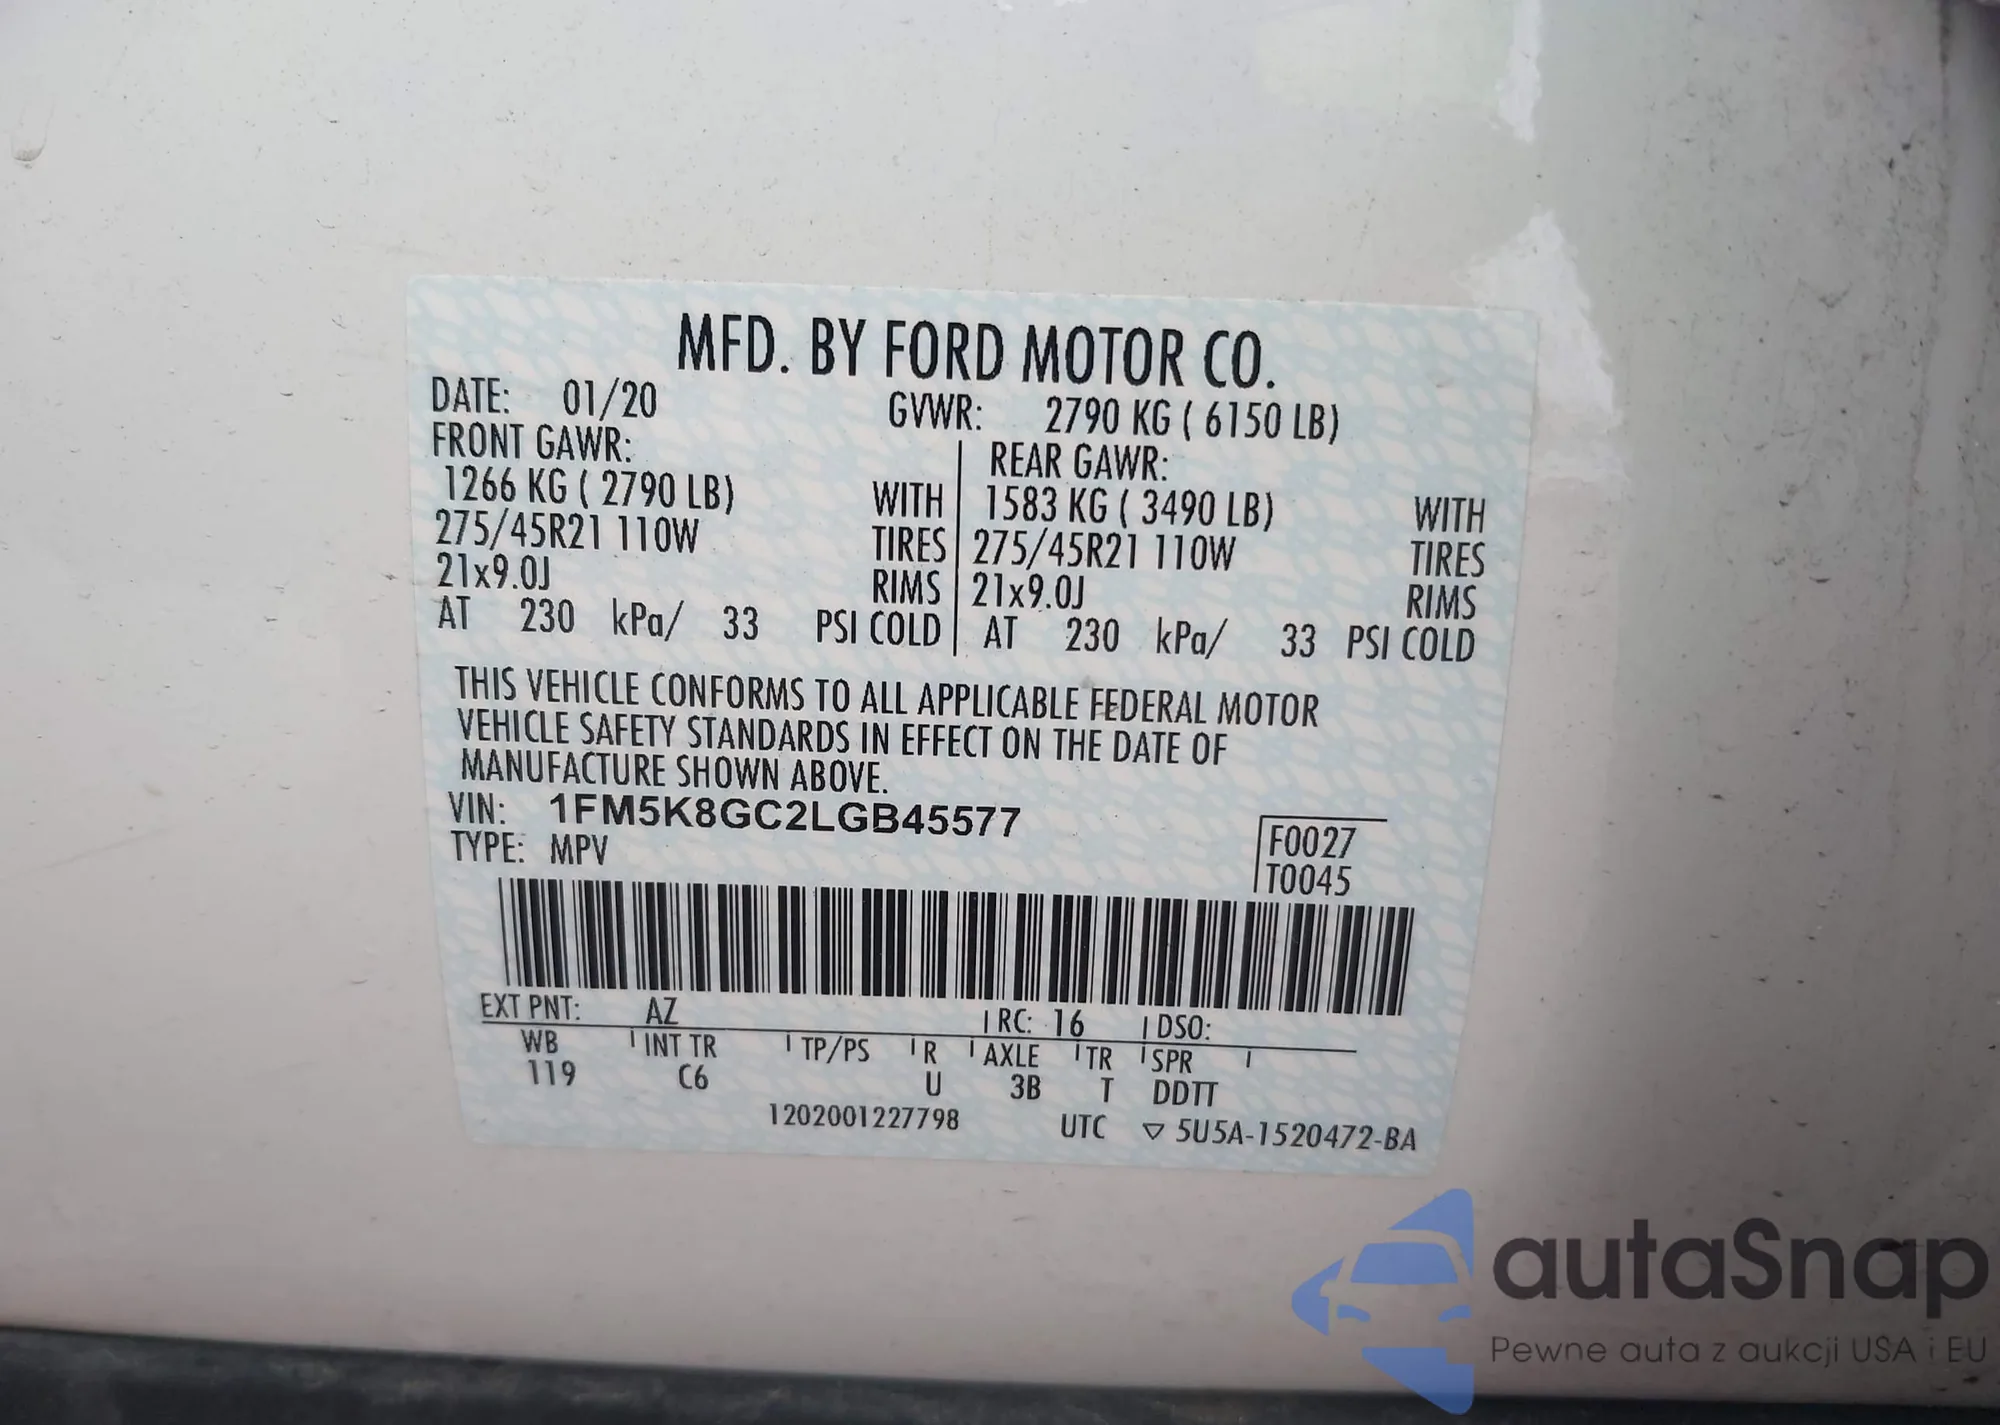 MFD. BY FORD MOTOR CO.
DATE: 01/20 GVWR: 2790 KG ( 6150 LB)
FRONT GAWR: REAR GAWR:
1266 KG ( 2790 LB) WITH 1583 KG ( 3490 LB) WITH
275/45R21 110W TIRES 275/45R21 110W TIRES
21x9.0J RIMS 21x9.0J RIMS
AT 230 kPa/ 33 PSI COLD AT 230 kPa/ 33 PSI COLD
THIS VEHICLE CONFORMS TO ALL APPLICABLE FEDERAL MOTOR
VEHICLE SAFETY STANDARDS IN EFFECT ON THE DATE OF
MANUFACTURE SHOWN ABOVE.
VIN: 1FM5K8GC2LGB45577
TYPE: MPV
F0027
T0045
EXT PNT: AZ RC: 16 DSO:
WB INT TR TP/PS R AXLE TR SPR
119 C6 U 3B T DDTT
1202001227798 UTC ▽ 5U5A-1520472-BA
autaSnap
Pewne auta z aukcji USA i EU